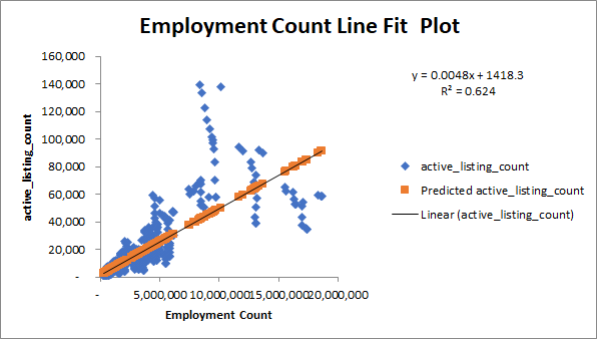 Employment Count Line Fit Plot
160,000
140,000
120,000
100,000
80,000
60,000
40,000
20,000
-
active_listing_count
- 5,000,000 10,000,000 15,000,000 20,000,000
Employment Count
y = 0.0048x + 1418.3
R² = 0.624
active_listing_count
Predicted active_listing_count
Linear (active_listing_count)